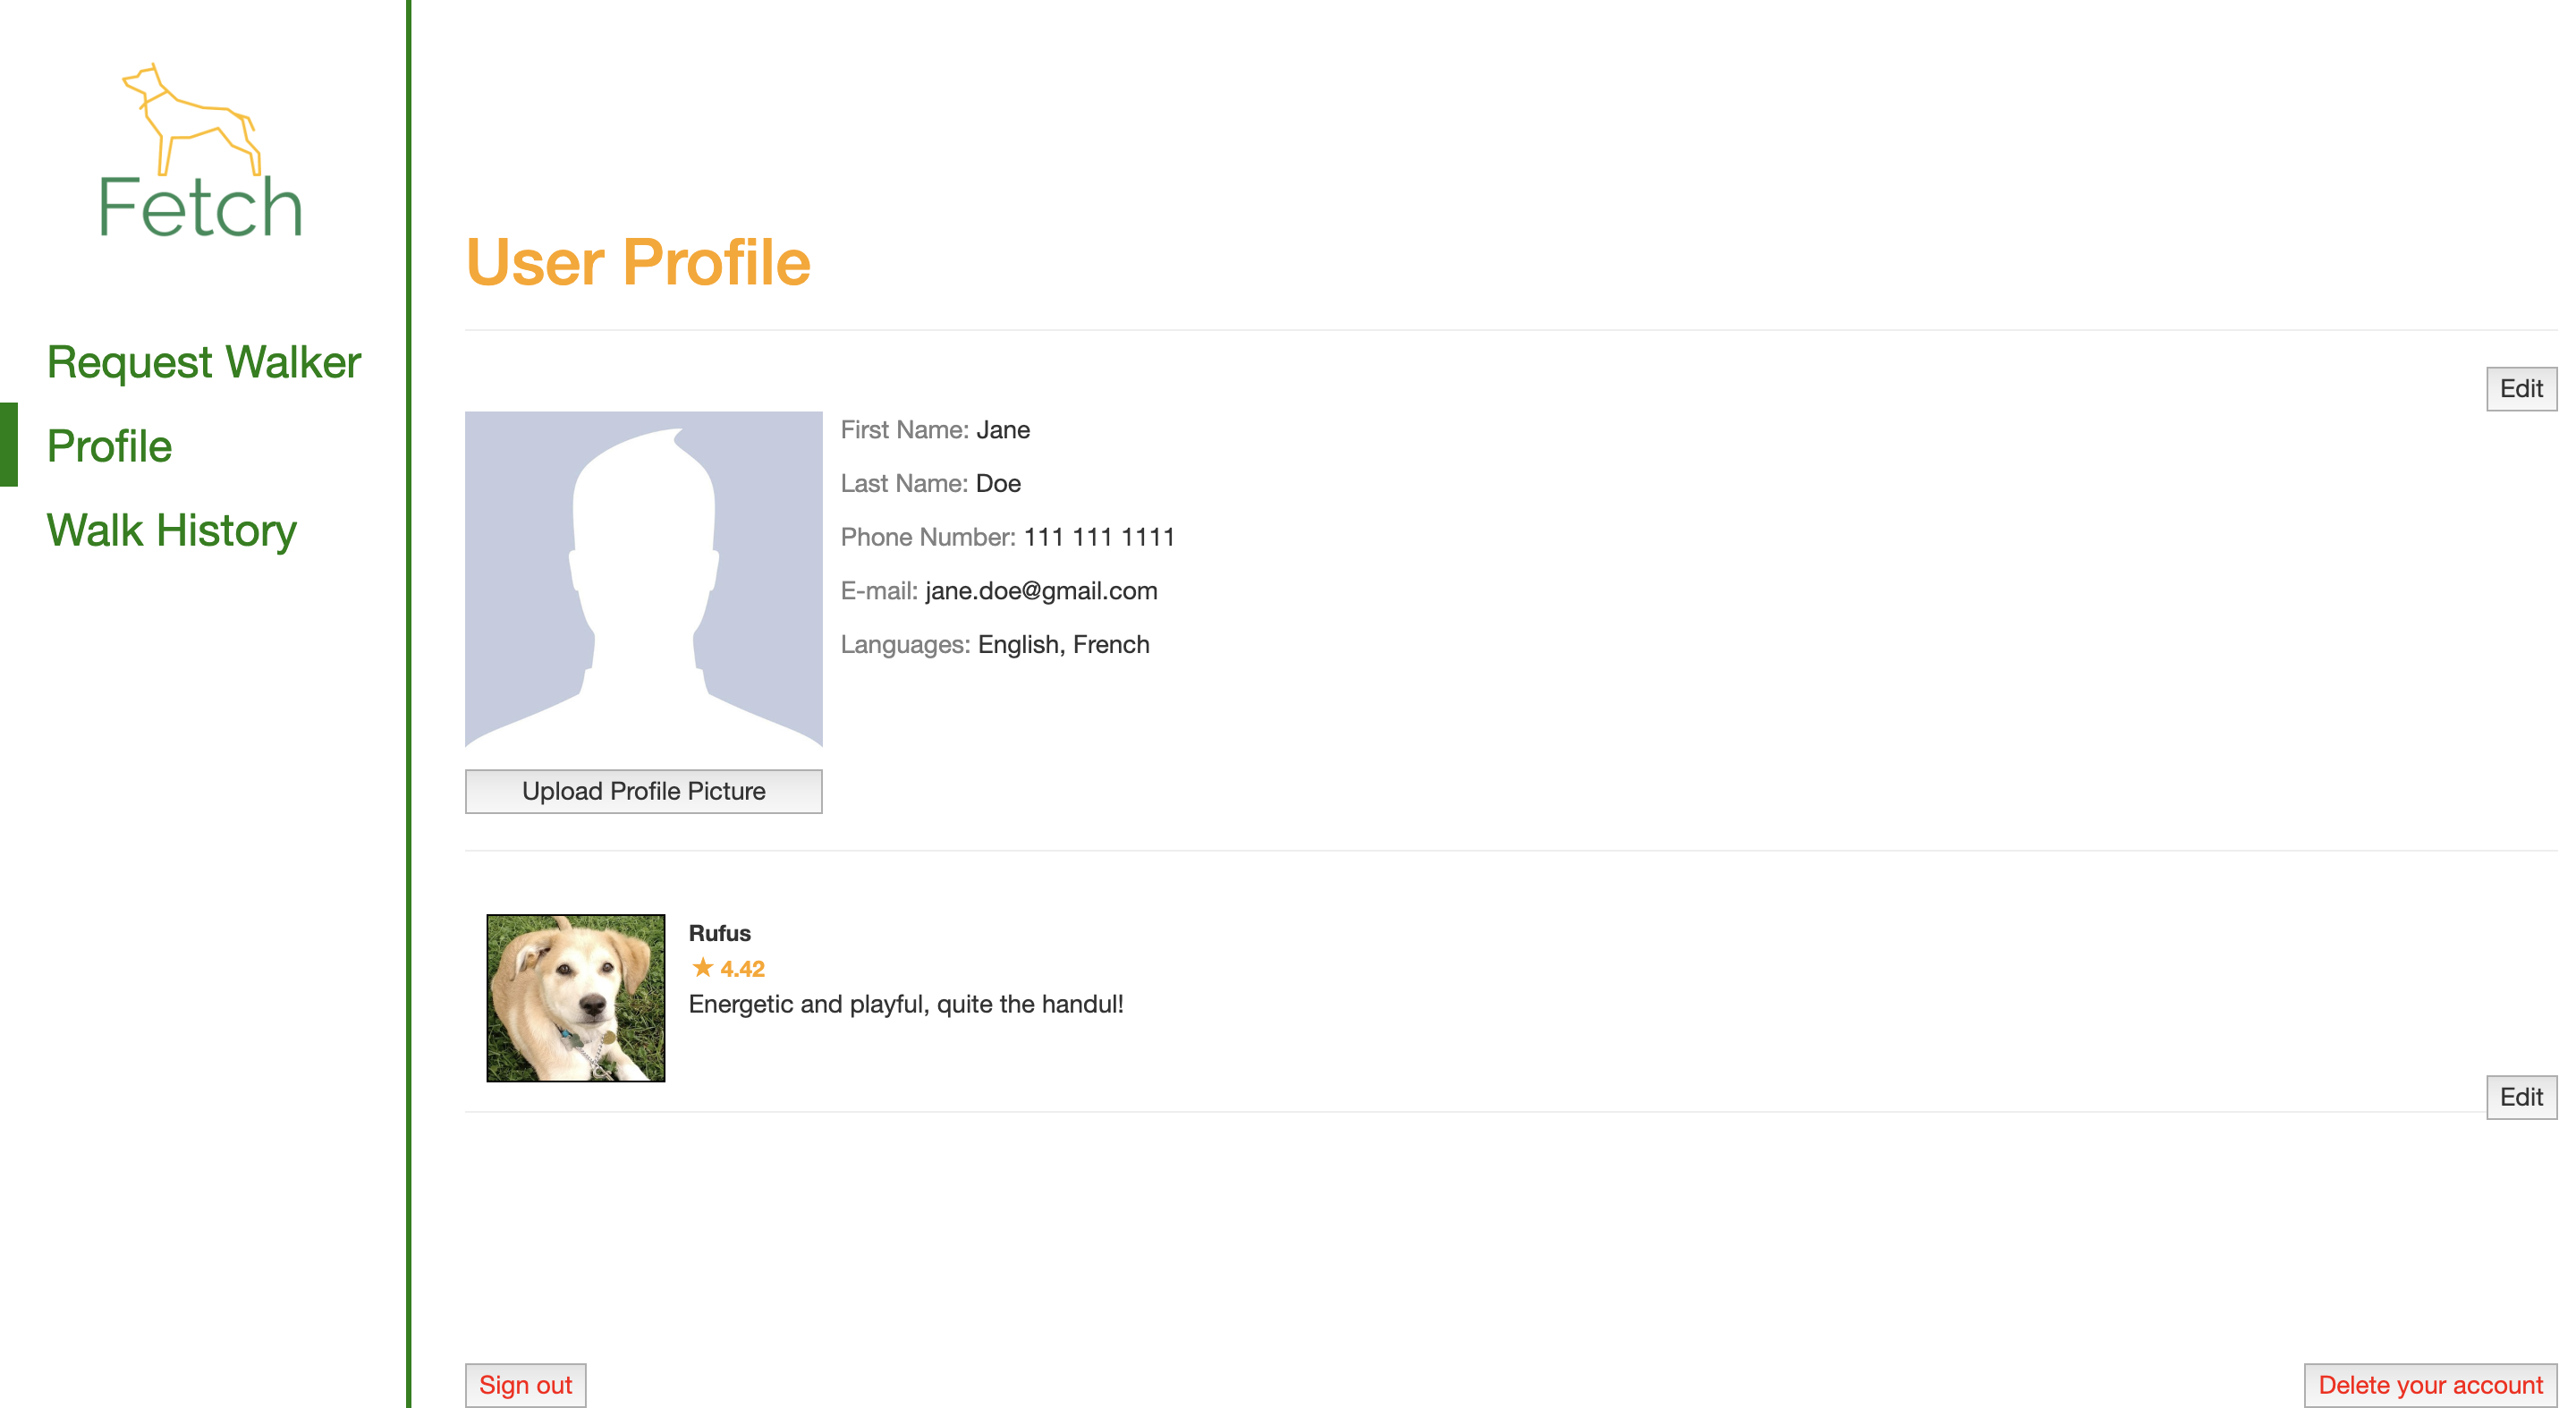 Fetch
Request Walker
Profile
Walk History
User Profile
Edit
First Name: Jane
Last Name: Doe
Phone Number: 111 111 1111
E-mail: jane.doe@gmail.com
Languages: English, French
Upload Profile Picture
Rufus
★ 4.42
Energetic and playful, quite the handul!
Edit
Sign out
Delete your account